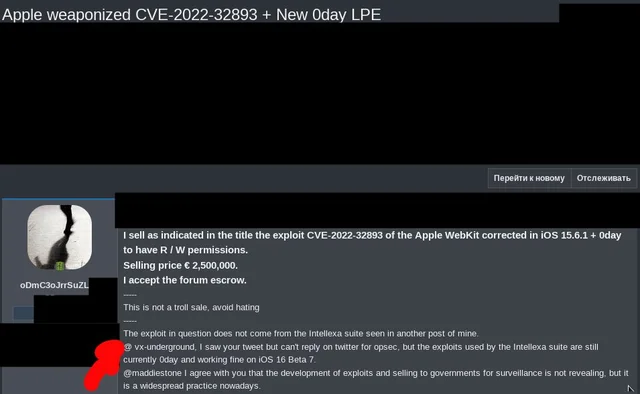 Apple weaponized CVE-2022-32893 + New 0day LPE
Перейти к новому
Отслеживать
oDmC3oJrrSuZL
I sell as indicated in the title the exploit CVE-2022-32893 of the Apple WebKit corrected in iOS 15.6.1 + 0day
to have R / W permissions.
Selling price € 2,500,000.
I accept the forum escrow.
-----
This is not a troll sale, avoid hating
-----
The exploit in question does not come from the Intellexa suite seen in another post of mine.
@ vx-underground, I saw your tweet but can't reply on twitter for opsec, but the exploits used by the Intellexa suite are still
currently 0day and working fine on iOS 16 Beta 7.
@maddiestone I agree with you that the development of exploits and selling to governments for surveillance is not revealing, but it
is a widespread practice nowadays.